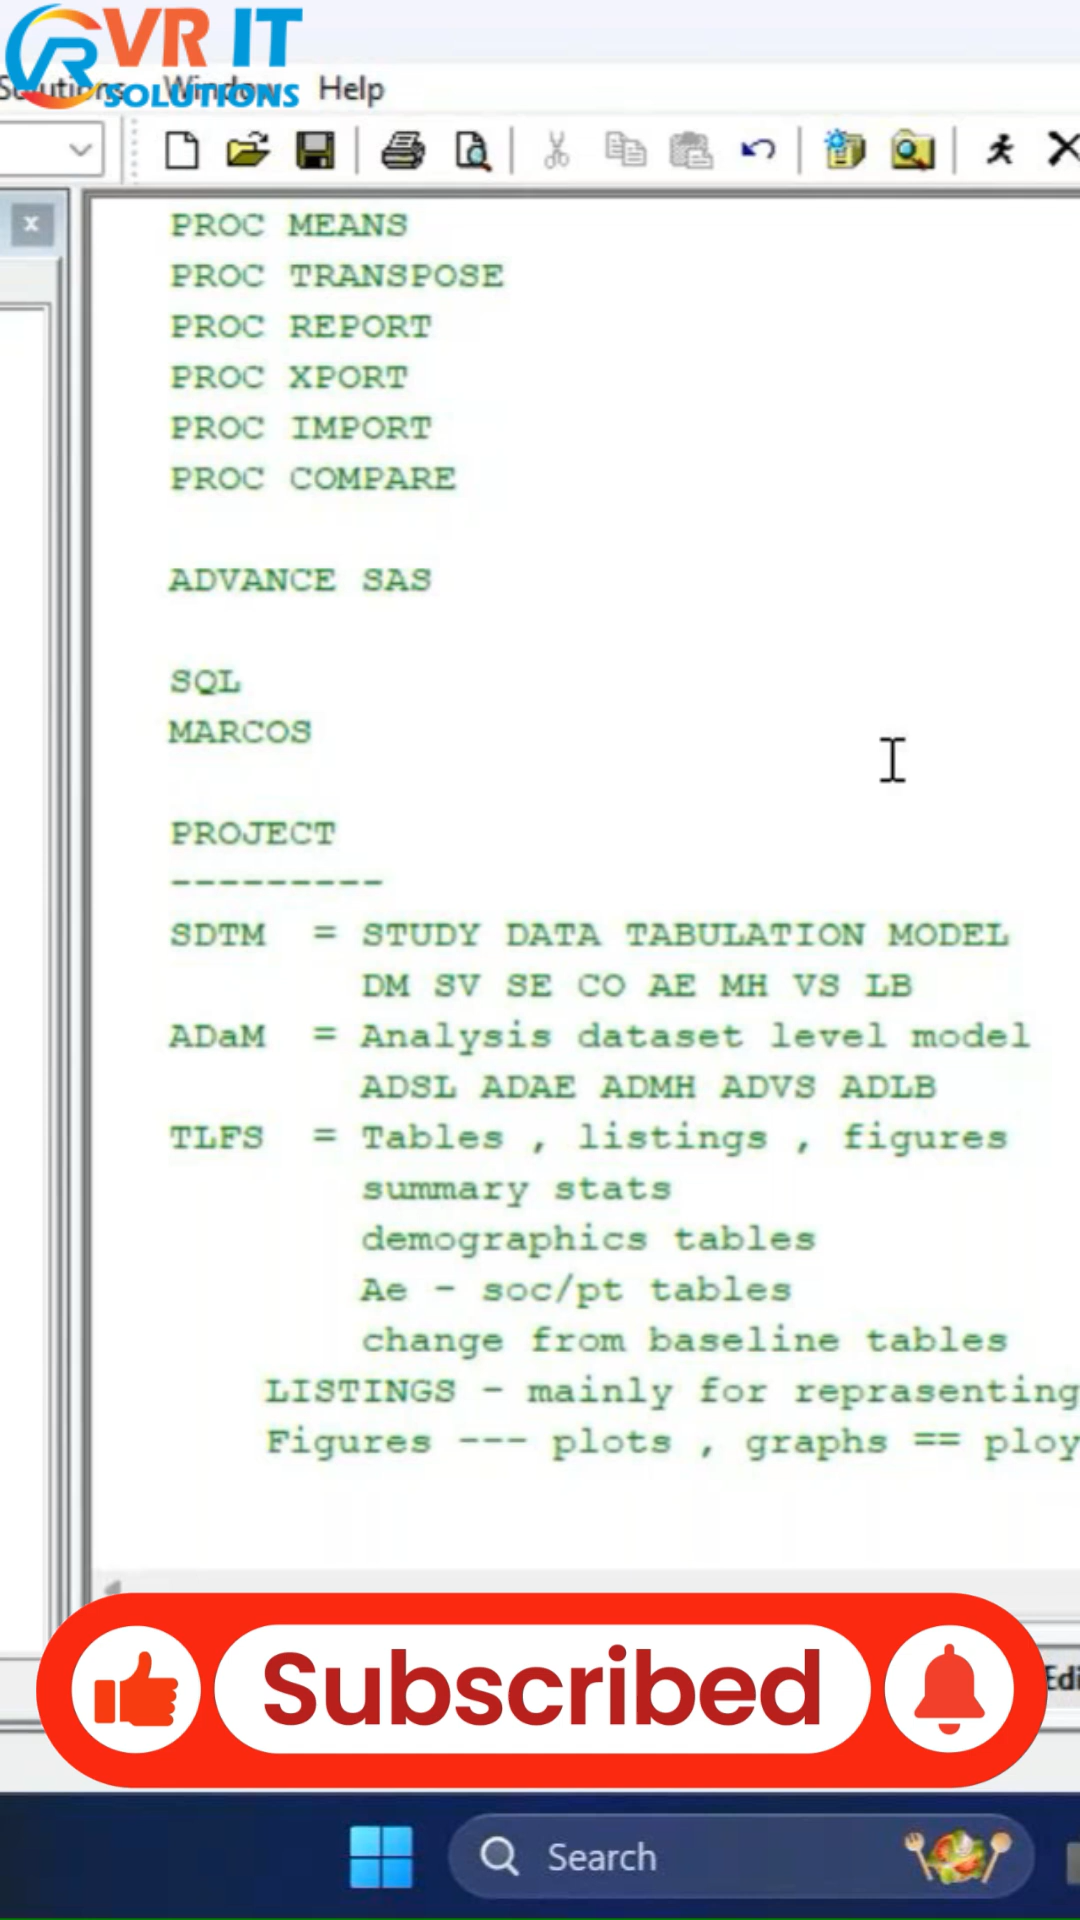 VR IT
SOLUTIONS
Solutions Window Help
PROC MEANS
PROC TRANSPOSE
PROC REPORT
PROC XPORT
PROC IMPORT
PROC COMPARE
ADVANCE SAS
SQL
MARCOS
PROJECT
---------
SDTM = STUDY DATA TABULATION MODEL
DM SV SE CO AE MH VS LB
ADaM = Analysis dataset level model
ADSL ADAE ADMH ADVS ADLB
TLFS = Tables , listings , figures
summary stats
demographics tables
Ae - soc/pt tables
change from baseline tables
LISTINGS - mainly for reprasenting
Figures --- plots , graphs == ploy
Subscribed
Edi
Search